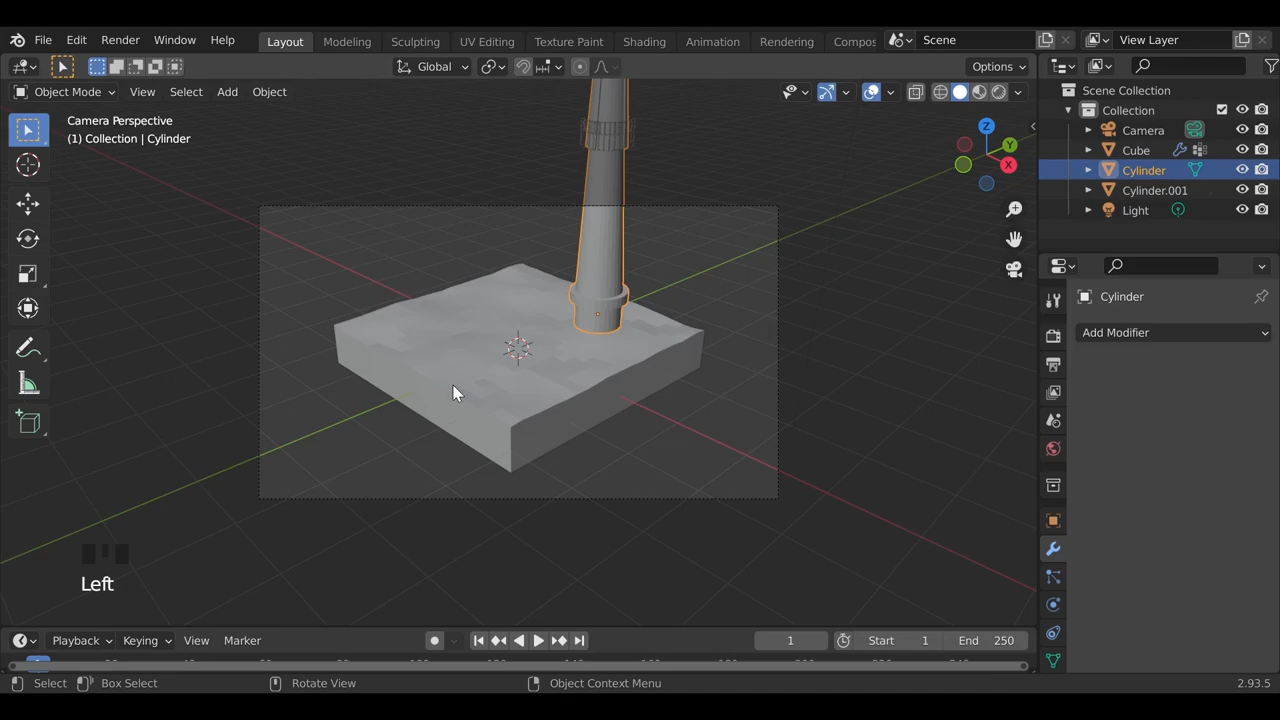 File Edit Render Window Help Layout Modeling Sculpting UV Editing Texture Paint Shading Animation Rendering Compos Scene View Layer
Global Options
Object Mode View Select Add Object
Camera Perspective
(1) Collection | Cylinder
Z
Y
X
Scene Collection
Collection
Camera
Cube
Cylinder
Cylinder.001
Light
Cylinder
Add Modifier
Left
Playback Keying View Marker 1 Start 1 End 250
Select Box Select Rotate View Object Context Menu 2.93.5